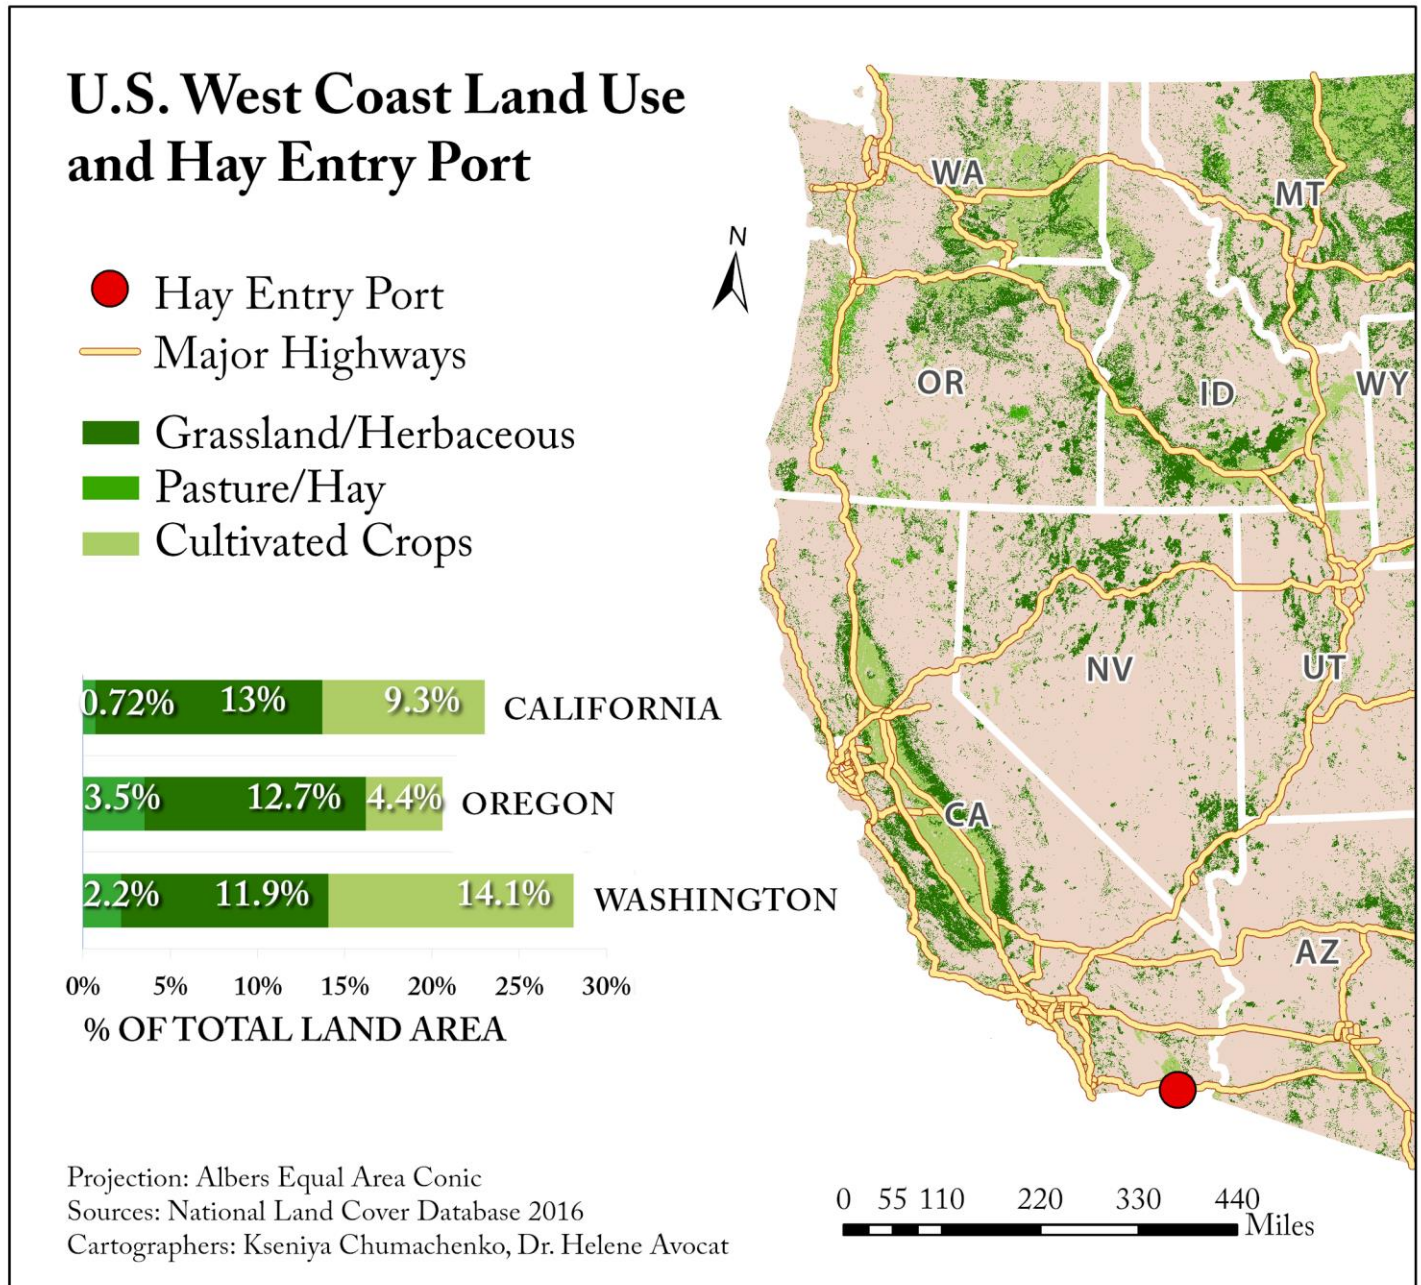 U.S. West Coast Land Use
and Hay Entry Port
Hay Entry Port
Major Highways
Grassland/Herbaceous
Pasture/Hay
Cultivated Crops
0.72% 13% 9.3% CALIFORNIA
3.5% 12.7% 4.4% OREGON
2.2% 11.9% 14.1% WASHINGTON
0% 5% 10% 15% 20% 25% 30%
% OF TOTAL LAND AREA
Projection: Albers Equal Area Conic
Sources: National Land Cover Database 2016
Cartographers: Kseniya Chumachenko, Dr. Helene Avocat
N
WA
MT
OR
ID
WY
NV
UT
CA
AZ
0 55 110 220 330 440
Miles